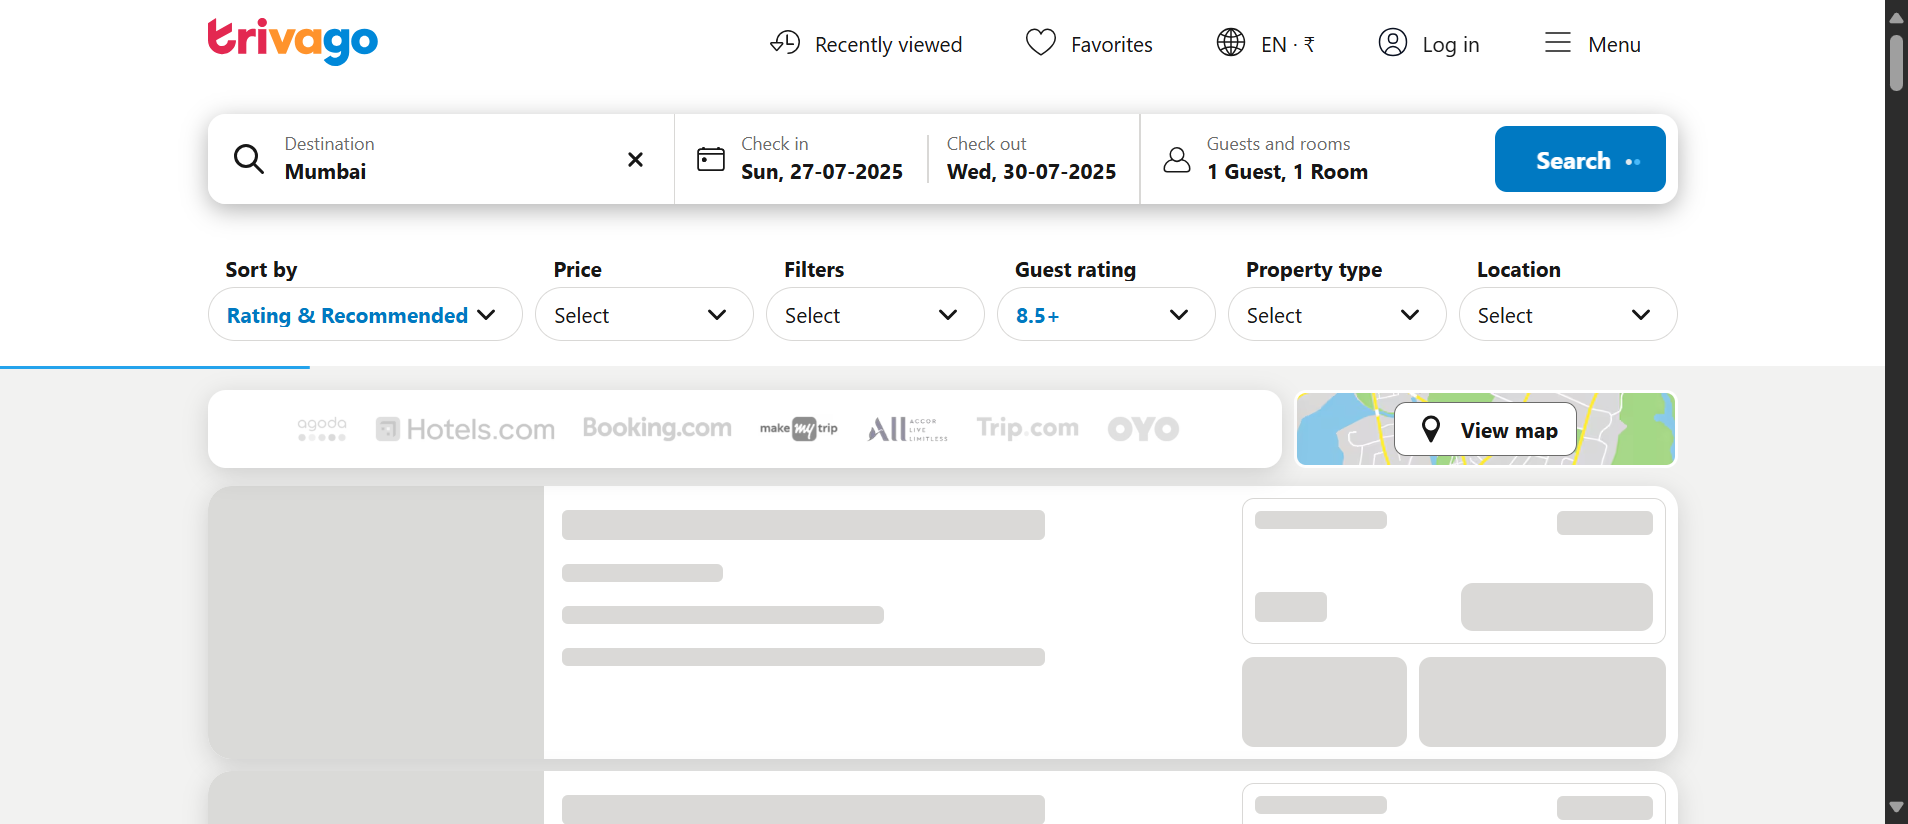 trivago
Recently viewed
Favorites
EN · ₹
Log in
Menu
Destination
Mumbai
Check in
Sun, 27-07-2025
Check out
Wed, 30-07-2025
Guests and rooms
1 Guest, 1 Room
Search
Sort by
Rating & Recommended
Price
Select
Filters
Select
Guest rating
8.5+
Property type
Select
Location
Select
agoda
Hotels.com
Booking.com
make my trip
ALL ACCOR
LIVE
LIMITLESS
Trip.com
OYO
View map